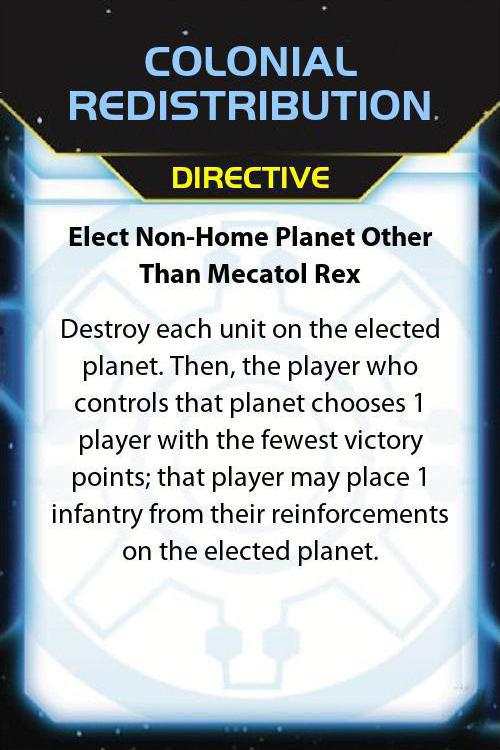 COLONIAL
REDISTRIBUTION
DIRECTIVE
Elect Non-Home Planet Other
Than Mecatol Rex
Destroy each unit on the elected
planet. Then, the player who
controls that planet chooses 1
player with the fewest victory
points; that player may place 1
infantry from their reinforcements
on the elected planet.